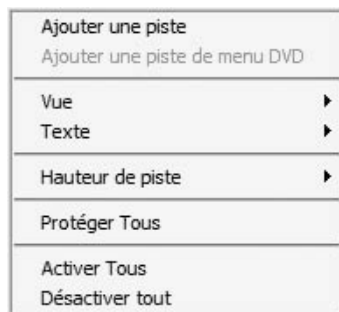 Ajouter une piste
Ajouter une piste de menu DVD
Vue
Texte
Hauteur de piste
Protéger Tous
Activer Tous
Désactiver tout